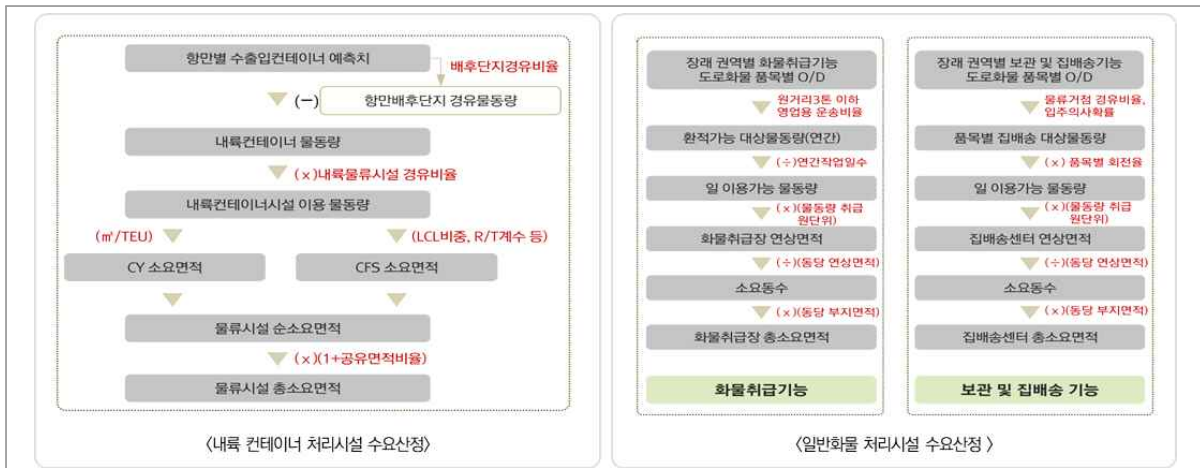 항만별 수출입컨테이너 예측치
배후단지경유비율
(−)
항만배후단지 경유물동량
내륙컨테이너 물동량
(×)내륙물류시설 경유비율
내륙컨테이너시설 이용 물동량
(㎡/TEU)
(LCL비중, R/T계수 등)
CY 소요면적
CFS 소요면적
물류시설 순소요면적
(×)(1+공유면적비율)
물류시설 총소요면적
〈내륙 컨테이너 처리시설 수요산정〉
장래 권역별 화물취급기능
도로화물 품목별 O/D
원거리3톤 이하
영업용 운송비율
환적가능 대상물동량(연간)
(÷)연간작업일수
일 이용가능 물동량
(×)(물동량 취급
원단위)
화물취급장 연상면적
(÷)(동당 연상면적)
소요동수
(×)(동당 부지면적)
화물취급장 총소요면적
화물취급기능
장래 권역별 보관 및 집배송기능
도로화물 품목별 O/D
물류거점 경유비율,
입주의사확률
품목별 집배송 대상물동량
(×) 품목별 회전율
일 이용가능 물동량
(×)(물동량 취급
원단위)
집배송센터 연상면적
(÷)(동당 연상면적)
소요동수
(×)(동당 부지면적)
집배송센터 총소요면적
보관 및 집배송 기능
〈일반화물 처리시설 수요산정 〉